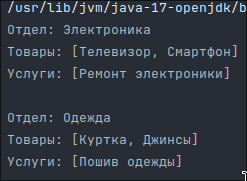 /usr/lib/jvm/java-17-openjdk/b
Отдел: Электроника
Товары: [Телевизор, Смартфон]
Услуги: [Ремонт электроники]
Отдел: Одежда
Товары: [Куртка, Джинсы]
Услуги: [Пошив одежды]